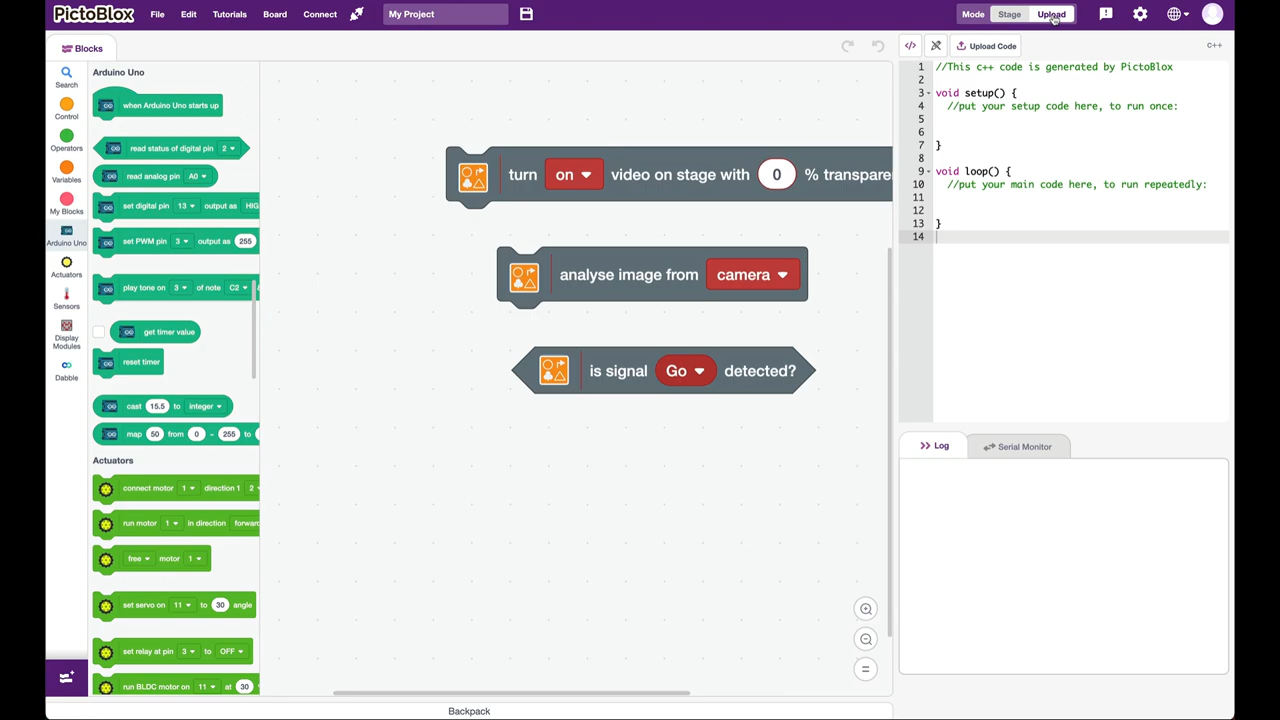 PictoBlox File Edit Tutorials Board Connect My Project Mode Stage Upload
Blocks
</> Upload Code C++
Search
Control
Operators
Variables
My Blocks
Arduino Uno
Actuators
Sensors
Display
Modules
Dabble
Arduino Uno
when Arduino Uno starts up
read status of digital pin 2
read analog pin A0
set digital pin 13 output as HIG
set PWM pin 3 output as 255
play tone on 3 of note C2
get timer value
reset timer
cast 15.5 to integer
map 50 from 0 - 255 to
Actuators
connect motor 1 direction 1 2
run motor 1 in direction forward
free motor 1
set servo on 11 to 30 angle
set relay at pin 3 to OFF
run BLDC motor on 11 at 30
turn on video on stage with 0 % transpare
analyse image from camera
is signal Go detected?
1 //This c++ code is generated by PictoBlox
2
3 void setup() {
4 //put your setup code here, to run once:
5
6
7 }
8
9 void loop() {
10 //put your main code here, to run repeatedly:
11
12
13 }
14
Log Serial Monitor
Backpack